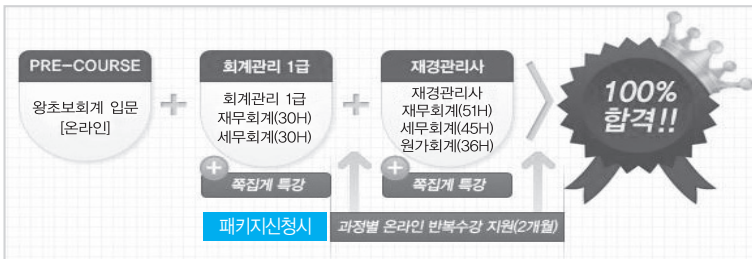 PRE-COURSE
왕초보회계 입문
[온라인]
+
회계관리 1급
회계관리 1급
재무회계(30H)
세무회계(30H)
+
쪽집게 특강
+
재경관리사
재경관리사
재무회계(51H)
세무회계(45H)
원가회계(36H)
+
쪽집게 특강
100%
합격!!
패키지신청시
과정별 온라인 반복수강 지원(2개월)